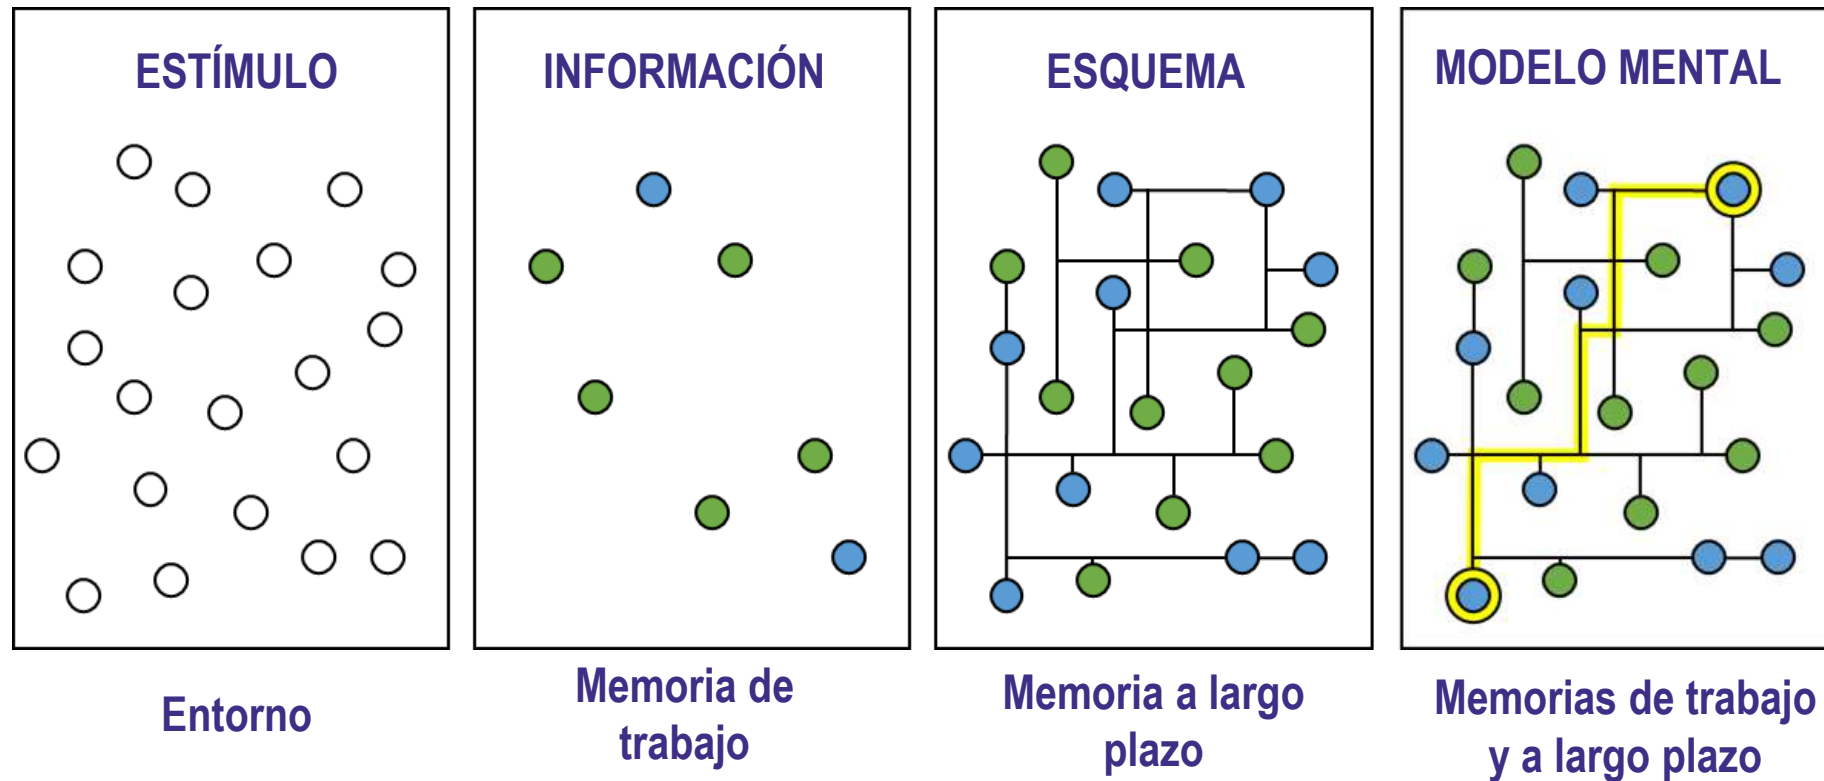 ESTÍMULO
Entorno
INFORMACIÓN
Memoria de
trabajo
ESQUEMA
Memoria a largo
plazo
MODELO MENTAL
Memorias de trabajo
y a largo plazo